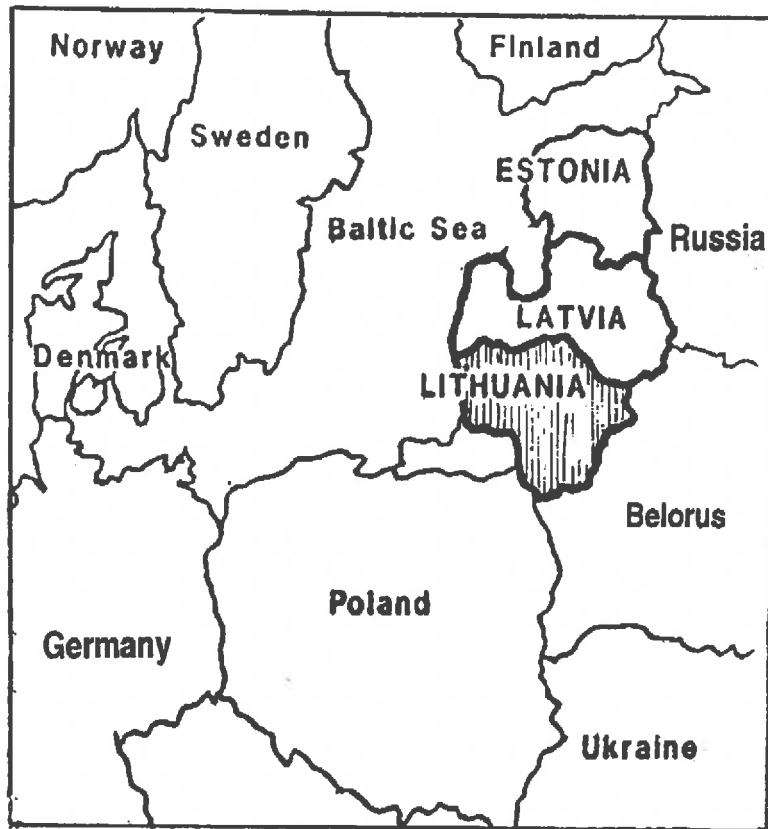 Norway
Finland
Sweden
ESTONIA
Baltic Sea
Russia
LATVIA
Denmark
LITHUANIA
Belorus
Poland
Germany
Ukraine